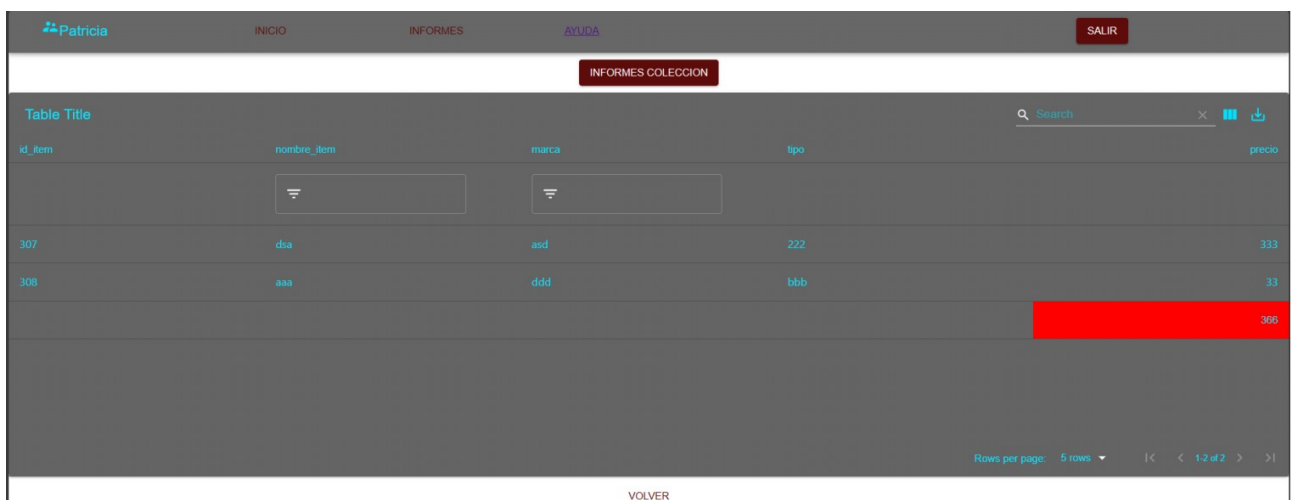 Patricia INICIO INFORMES AYUDA SALIR
INFORMES COLECCION
Table Title Search
id_item nombre_item marca tipo precio
307 dsa asd 222 333
308 aaa ddd bbb 33
366
Rows per page: 5 rows 1-2 of 2
VOLVER